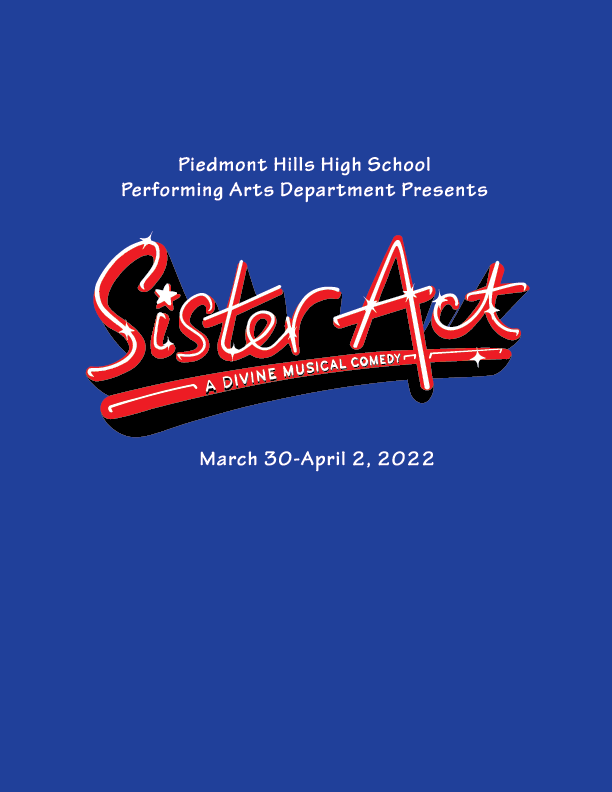 Piedmont Hills High School
Performing Arts Department Presents
Sister Act
A DIVINE MUSICAL COMEDY
March 30-April 2, 2022